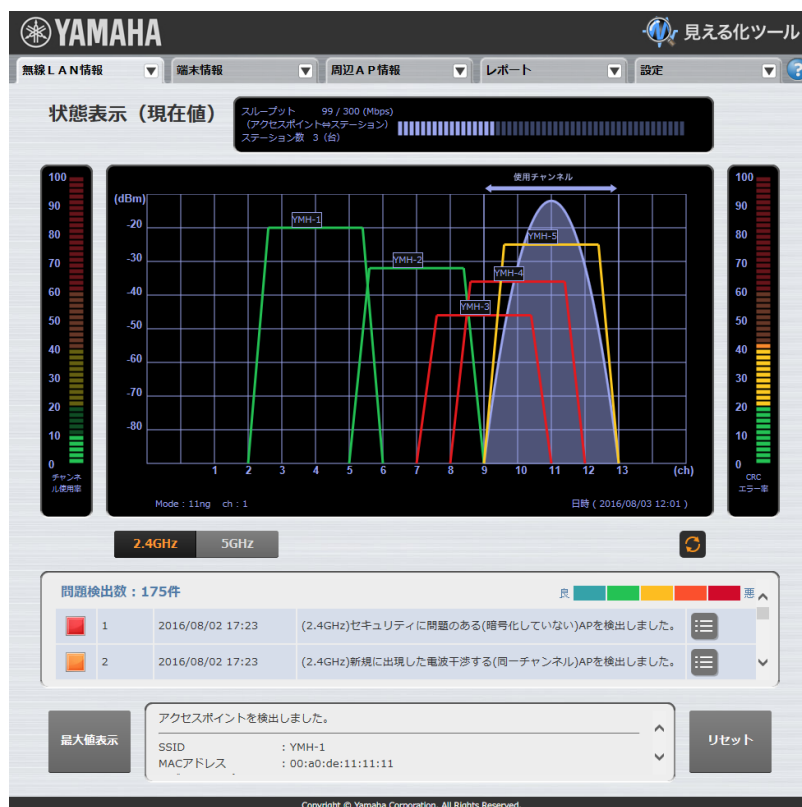 YAMAHA 見える化ツール
無線LAN情報 端末情報 周辺AP情報 レポート 設定 ?
状態表示（現在値）
スループット 99 / 300 (Mbps)
（アクセスポイント⇔ステーション）
ステーション数 3（台）
100
90
80
70
60
50
40
30
20
10
0
チャンネル使用率
使用チャンネル
(dBm)
-20
-30
-40
-50
-60
-70
-80
YMH-1
YMH-2
YMH-5
YMH-4
YMH-3
1 2 3 4 5 6 7 8 9 10 11 12 13 (ch)
Mode : 11ng ch : 1
日時 ( 2016/08/03 12:01 )
100
90
80
70
60
50
40
30
20
10
0
CRC
エラー率
2.4GHz 5GHz
問題検出数 : 175件
良 悪
1 2016/08/02 17:23 (2.4GHz)セキュリティに問題のある(暗号化していない)APを検出しました。
2 2016/08/02 17:23 (2.4GHz)新規に出現した電波干渉する(同一チャンネル)APを検出しました。
最大値表示
アクセスポイントを検出しました。
SSID : YMH-1
MACアドレス : 00:a0:de:11:11:11
リセット
Copyright © Yamaha Corporation. All Rights Reserved.